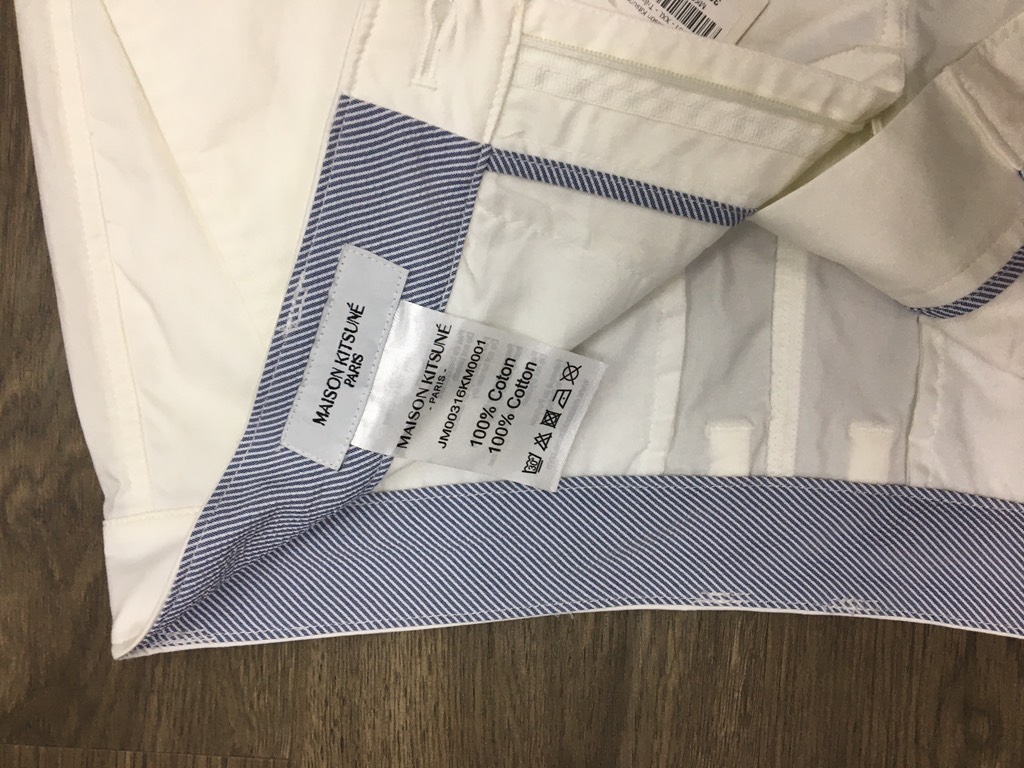 MAISON KITSUNÉ
PARIS
MAISON KITSUNÉ
- PARIS -
JM00316KM0001
100% Coton
100% Cotton